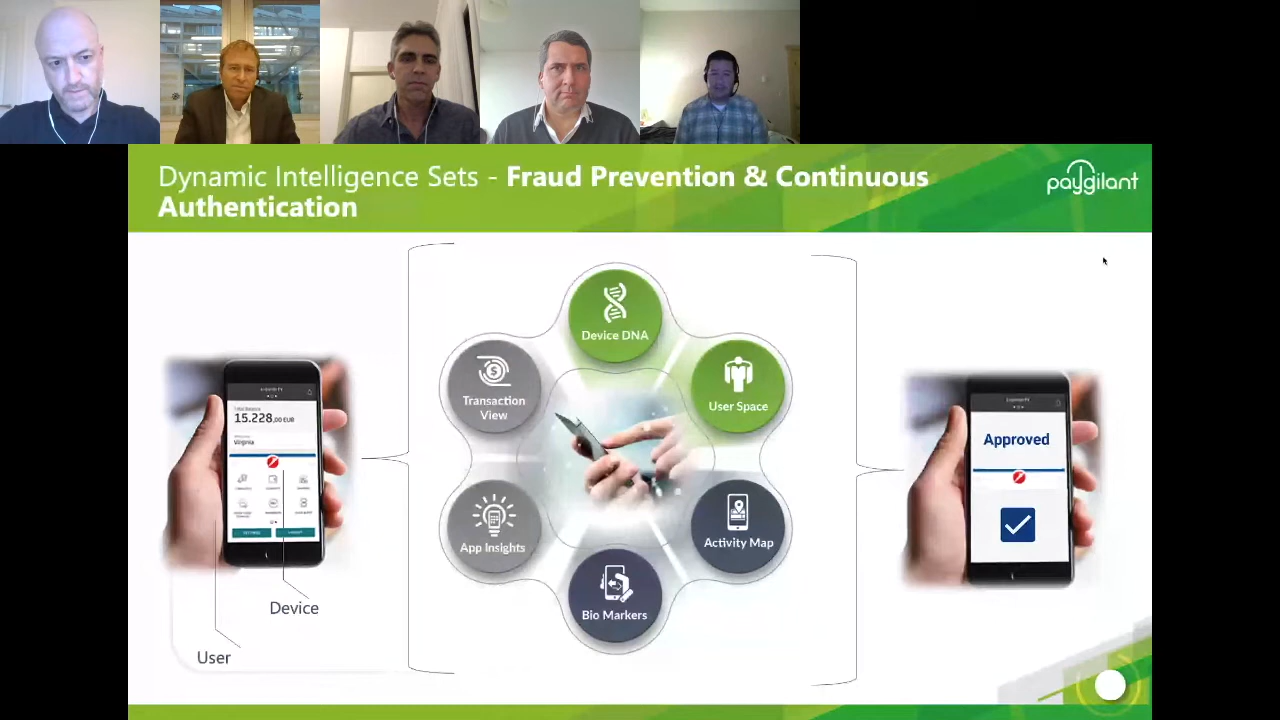 Dynamic Intelligence Sets - Fraud Prevention & Continuous
Authentication
paygilant
Device DNA
Transaction
View
User Space
15.228,00 EUR
Virginia
Approved
App Insights
Activity Map
Bio Markers
Device
User